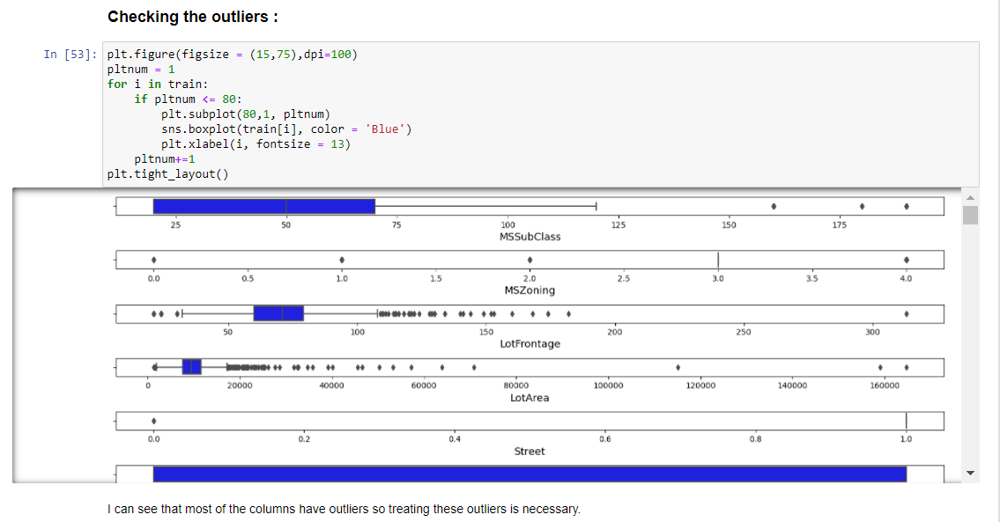 Checking the outliers :
In [53]: plt.figure(figsize = (15,75),dpi=100)
pltnum = 1
for i in train:
    if pltnum <= 80:
        plt.subplot(80,1, pltnum)
        sns.boxplot(train[i], color = 'Blue')
        plt.xlabel(i, fontsize = 13)
    pltnum+=1
plt.tight_layout()
25 50 75 100 125 150 175
MSSubClass
0.0 0.5 1.0 1.5 2.0 2.5 3.0 3.5 4.0
MSZoning
50 100 150 200 250 300
LotFrontage
0 20000 40000 60000 80000 100000 120000 140000 160000
LotArea
0.0 0.2 0.4 0.6 0.8 1.0
Street
I can see that most of the columns have outliers so treating these outliers is necessary.